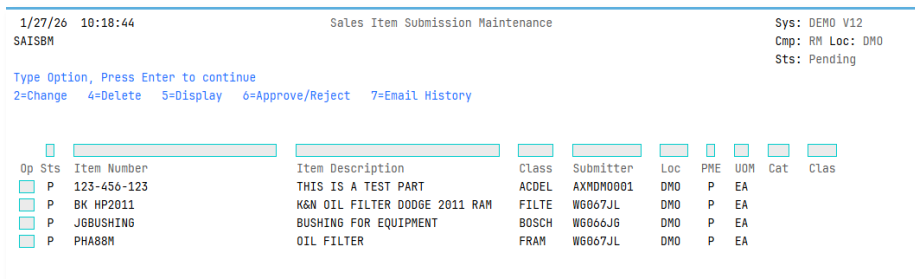 1/27/26 10:18:44 Sales Item Submission Maintenance Sys: DEMO V12
SAISBM Cmp: RM Loc: DMO
Sts: Pending
Type Option, Press Enter to continue
2=Change 4=Delete 5=Display 6=Approve/Reject 7=Email History
Op Sts Item Number Item Description Class Submitter Loc PME UOM Cat Clas
P 123-456-123 THIS IS A TEST PART ACDEL AXMDMO001 DMO P EA
P BK HP2011 K&N OIL FILTER DODGE 2011 RAM FILTE WG067JL DMO P EA
P JGBUSHING BUSHING FOR EQUIPMENT BOSCH WG066JG DMO P EA
P PHA88M OIL FILTER FRAM WG067JL DMO P EA